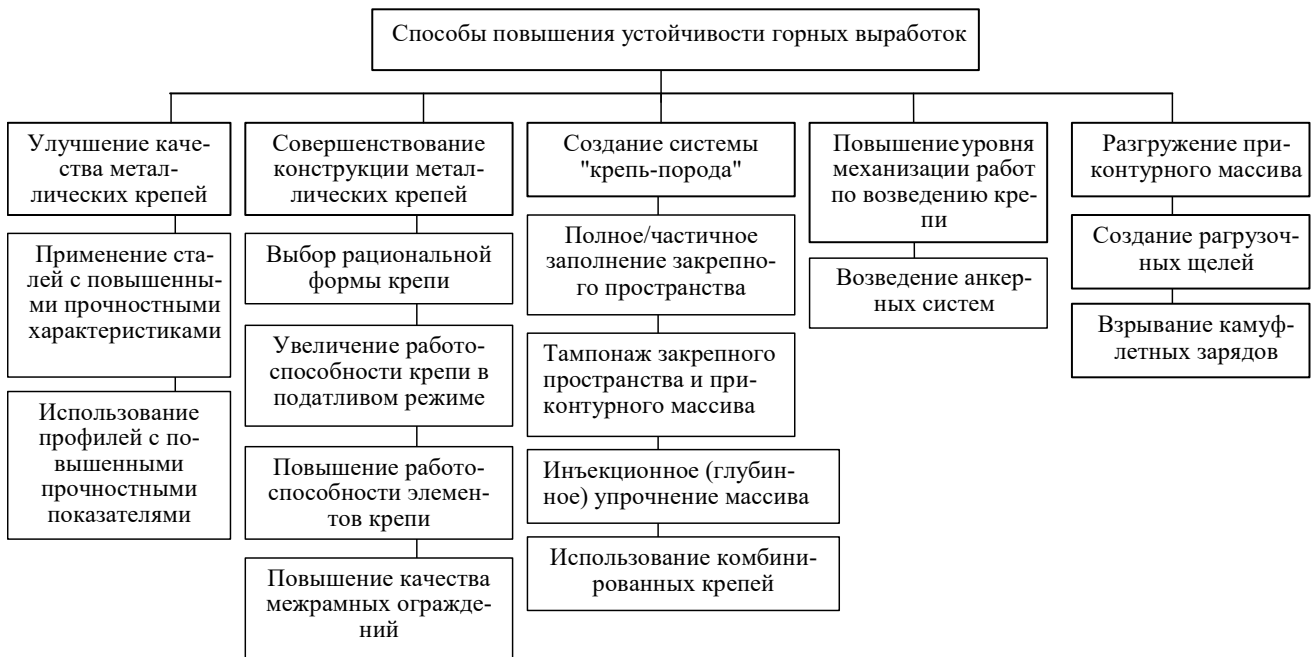 Способы повышения устойчивости горных выработок
Улучшение каче-
ства метал-
лических крепей
Применение ста-
лей с повышенны-
ми прочностными
характеристиками
Использование
профилей с по-
вышенными
прочностными
показателями
Совершенствование
конструкции метал-
лических крепей
Выбор рациональной
формы крепи
Увеличение работо-
способности крепи в
податливом режиме
Повышение работо-
способности элемен-
тов крепи
Повышение качества
межрамных огражде-
ний
Создание системы
"крепь-порода"
Полное/частичное
заполнение закрепно-
го пространства
Тампонаж закрепного
пространства и при-
контурного массива
Инъекционное (глубин-
ное) упрочнение массива
Использование комбини-
рованных крепей
Повышение уровня
механизации работ
по возведению кре-
пи
Возведение анкер-
ных систем
Разгружение при-
контурного массива
Создание рагрузоч-
ных щелей
Взрывание камуф-
летных зарядов